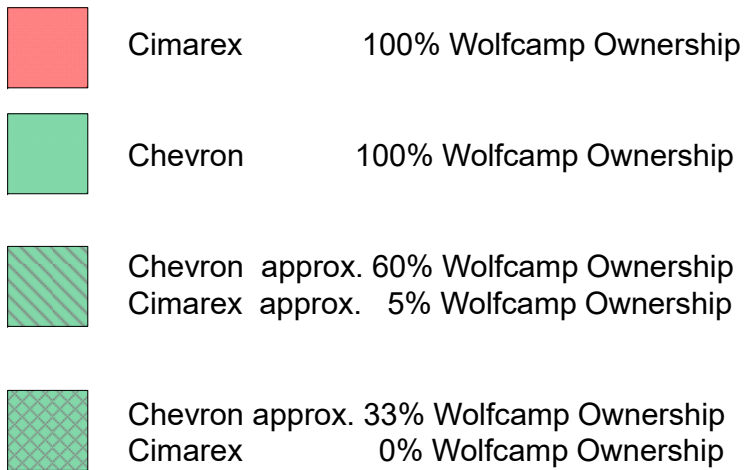 Cimarex 100% Wolfcamp Ownership
Chevron 100% Wolfcamp Ownership
Chevron approx. 60% Wolfcamp Ownership
Cimarex approx. 5% Wolfcamp Ownership
Chevron approx. 33% Wolfcamp Ownership
Cimarex 0% Wolfcamp Ownership